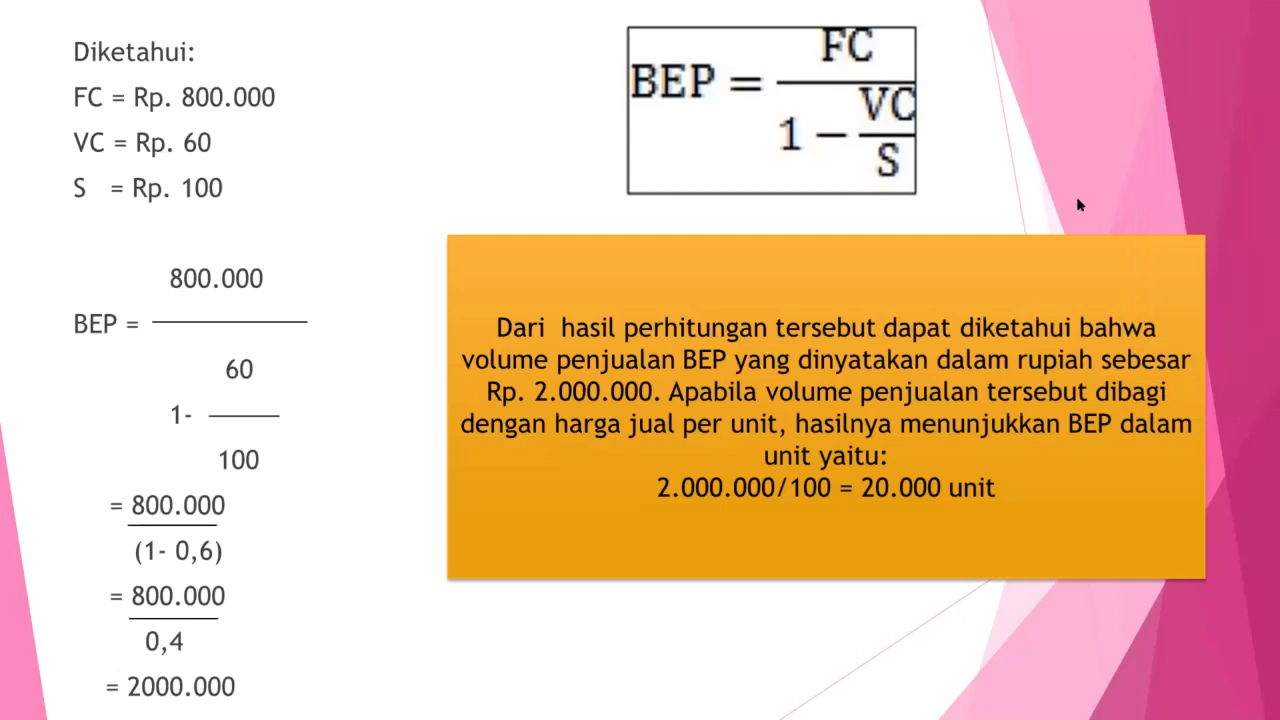 Diketahui:
FC = Rp. 800.000
VC = Rp. 60
S = Rp. 100
800.000
BEP =
60
1-
100
= 800.000
(1- 0,6)
= 800.000
0,4
= 2000.000
FC
BEP =
VC
1 −
S
Dari hasil perhitungan tersebut dapat diketahui bahwa
volume penjualan BEP yang dinyatakan dalam rupiah sebesar
Rp. 2.000.000. Apabila volume penjualan tersebut dibagi
dengan harga jual per unit, hasilnya menunjukkan BEP dalam
unit yaitu:
2.000.000/100 = 20.000 unit